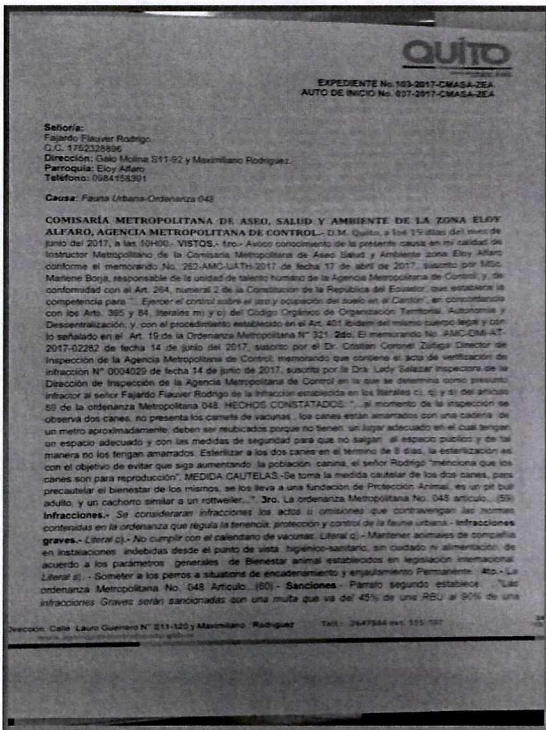 QUITO
EXPEDIENTE No.103-2017-CMASA-ZEA
AUTO DE INICIO No. 037-2017-CMASA-ZEA
Señor/a:
Fajardo Flauver Rodrigo
C.C. 1752328896
Dirección: Galo Molina S11-92 y Maximiliano Rodríguez.
Parroquia: Eloy Alfaro
Teléfono: 0984158391
Causa: Fauna Urbana-Ordenanza 048
COMISARÍA METROPOLITANA DE ASEO, SALUD Y AMBIENTE DE LA ZONA ELOY
ALFARO, AGENCIA METROPOLITANA DE CONTROL.- D.M. Quito, a los 19 días del mes de
junio del 2017, a las 10H00.- VISTOS.- 1ro.- Avoco conocimiento de la presente causa en mi calidad de
Instructor Metropolitano de la Comisaría Metropolitana de Aseo Salud y Ambiente zona Eloy Alfaro
conforme el memorando No. 262-AMC-UATH-2017 de fecha 17 de abril de 2017, suscrito por MSc.
Marlene Borja, responsable de la unidad de talento humano de la Agencia Metropolitana de Control; y, de
conformidad con el Art. 264, numeral 2 de la Constitución de la República del Ecuador, que establece la
competencia para "... Ejercer el control sobre el uso y ocupación del suelo en el Cantón", en concordancia
con los Arts. 395 y 84, literales m) y o) del Código Orgánico de Organización Territorial, Autonomía y
Descentralización; y, con el procedimiento establecido en el Art. 401 ibídem del mismo cuerpo legal y con
lo señalado en el Art. 19 de la Ordenanza Metropolitana N° 321. 2do. El memorando No. AMC-DMI-AT-
2017-02282 de fecha 14 de junio del 2017, suscrito por el Dr. Cristian Coronel Zúñiga Director de
Inspección de la Agencia Metropolitana de Control; memorando que contiene el acta de verificación de
infracción N° 0004029 de fecha 14 de junio de 2017, suscrita por la Dra. Lady Salazar Inspectora de la
Dirección de Inspección de la Agencia Metropolitana de Control en la que se determina como presunto
infractor al señor Fajardo Flauver Rodrigo de la Infracción establecida en los literales c), q) y s) del artículo
59 de la ordenanza Metropolitana 048. HECHOS CONSTATADOS: "...al momento de la inspección se
observa dos canes, no presenta los carnets de vacunas, los canes están amarrados con una cadena de
un metro aproximadamente, deben ser reubicados porque no tienen un lugar adecuado en el cual tengan
un espacio adecuado y con las medidas de seguridad para que no salgan al espacio público y de tal
manera no los tengan amarrados. Esterilizar a los dos canes en el término de 8 días, la esterilización es
con el objetivo de evitar que siga aumentando la población canina, el señor Rodrigo "menciona que los
canes son para reproducción". MEDIDA CAUTELAS.-Se toma la medida cautelar de los dos canes, para
precautelar el bienestar de los mismos, se los lleva a una fundación de Protección Animal, es un pit bull
adulto, y un cachorro similar a un rottweiler...". 3ro. La ordenanza Metropolitana No. 048 artículo...(59)
Infracciones.- Se consideraran infracciones los actos u omisiones que contravengan las normas
contenidas en la ordenanza que regula la tenencia, protección y control de la fauna urbana.- Infracciones
graves.- Literal c).- No cumplir con el calendario de vacunas. Literal q).- Mantener animales de compañía
en instalaciones indebidas desde el punto de vista higiénico-sanitario, sin cuidado ni alimentación, de
acuerdo a los parámetros generales de Bienestar animal establecidos en legislación internacional
Literal s).- Someter a los perros a situations de encadenamiento y enjaulamiento Permanente. 4to.- La
ordenanza Metropolitana No. 048 Articulo...(60).- Sanciones.- Párrafo segundo establece... "Las
infracciones Graves serán sancionadas con una multa que va del 45% de una RBU al 90% de una
Dirección, Calle Lauro Guerrero N° S11-120 y Maximiliano Rodríguez Telf.: 2647944 ext.